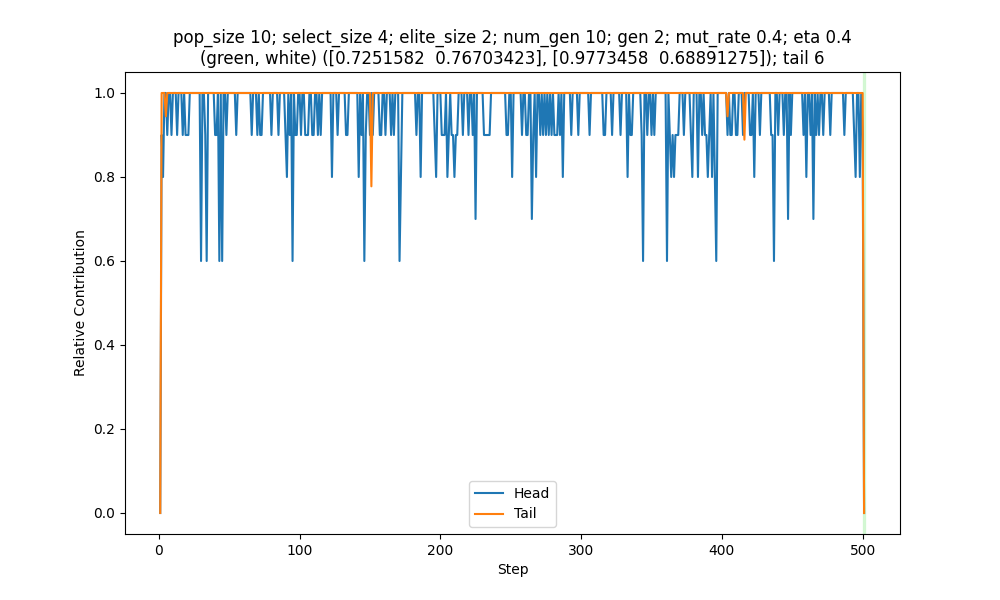 pop_size 10; select_size 4; elite_size 2; num_gen 10; gen 2; mut_rate 0.4; eta 0.4
(green, white) ([0.7251582  0.76703423], [0.9773458  0.68891275]); tail 6
1.0
0.8
0.6
0.4
0.2
0.0
Relative Contribution
Head
Tail
0
100
200
300
400
500
Step